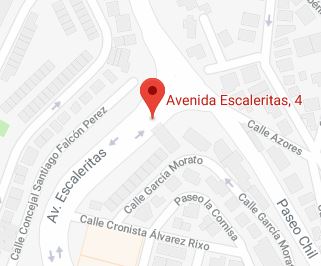 Avenida Escaleritas, 4
Calle Azores
Calle Concejal Santiago Falcón Perez
Av. Escaleritas
Calle García Morato
Paseo la Cornisa
Calle García Morato
Paseo Chil
Calle Cronista Álvarez Rixo